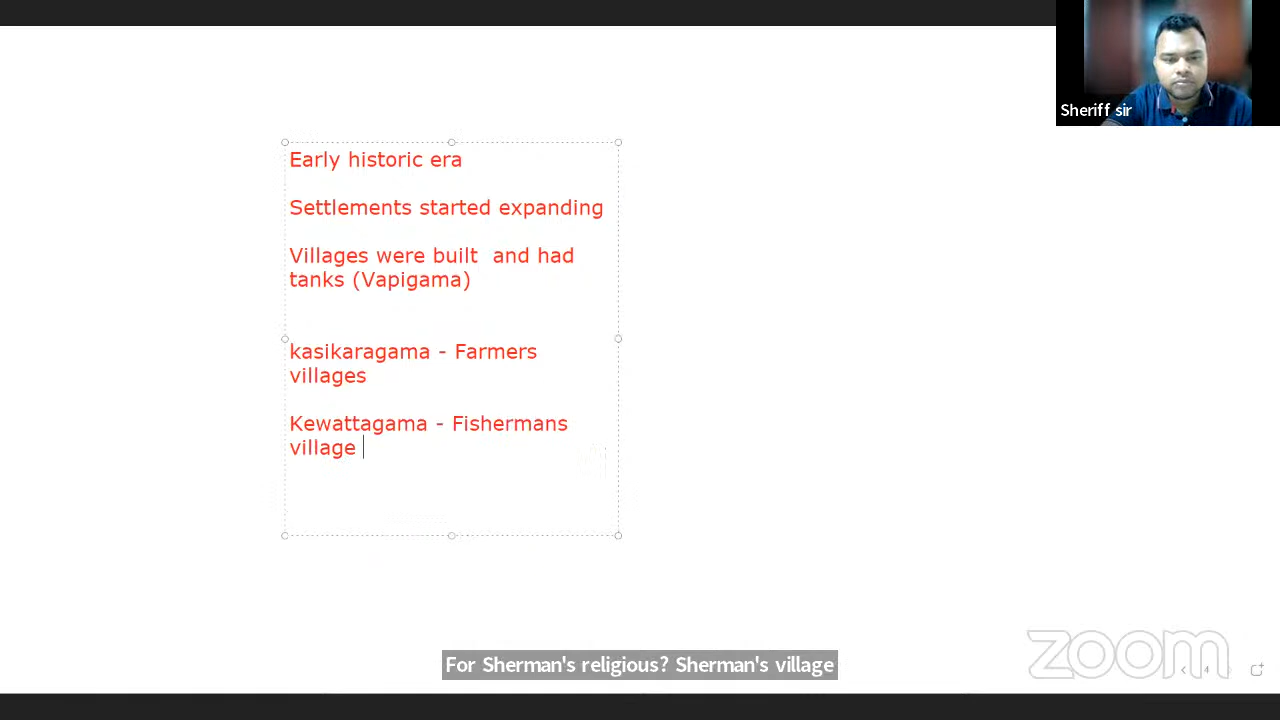 Sheriff sir
Early historic era
Settlements started expanding
Villages were built  and had
tanks (Vapigama)
kasikaragama - Farmers
villages
Kewattagama - Fishermans
village
zoom
4
For Sherman's religious? Sherman's village